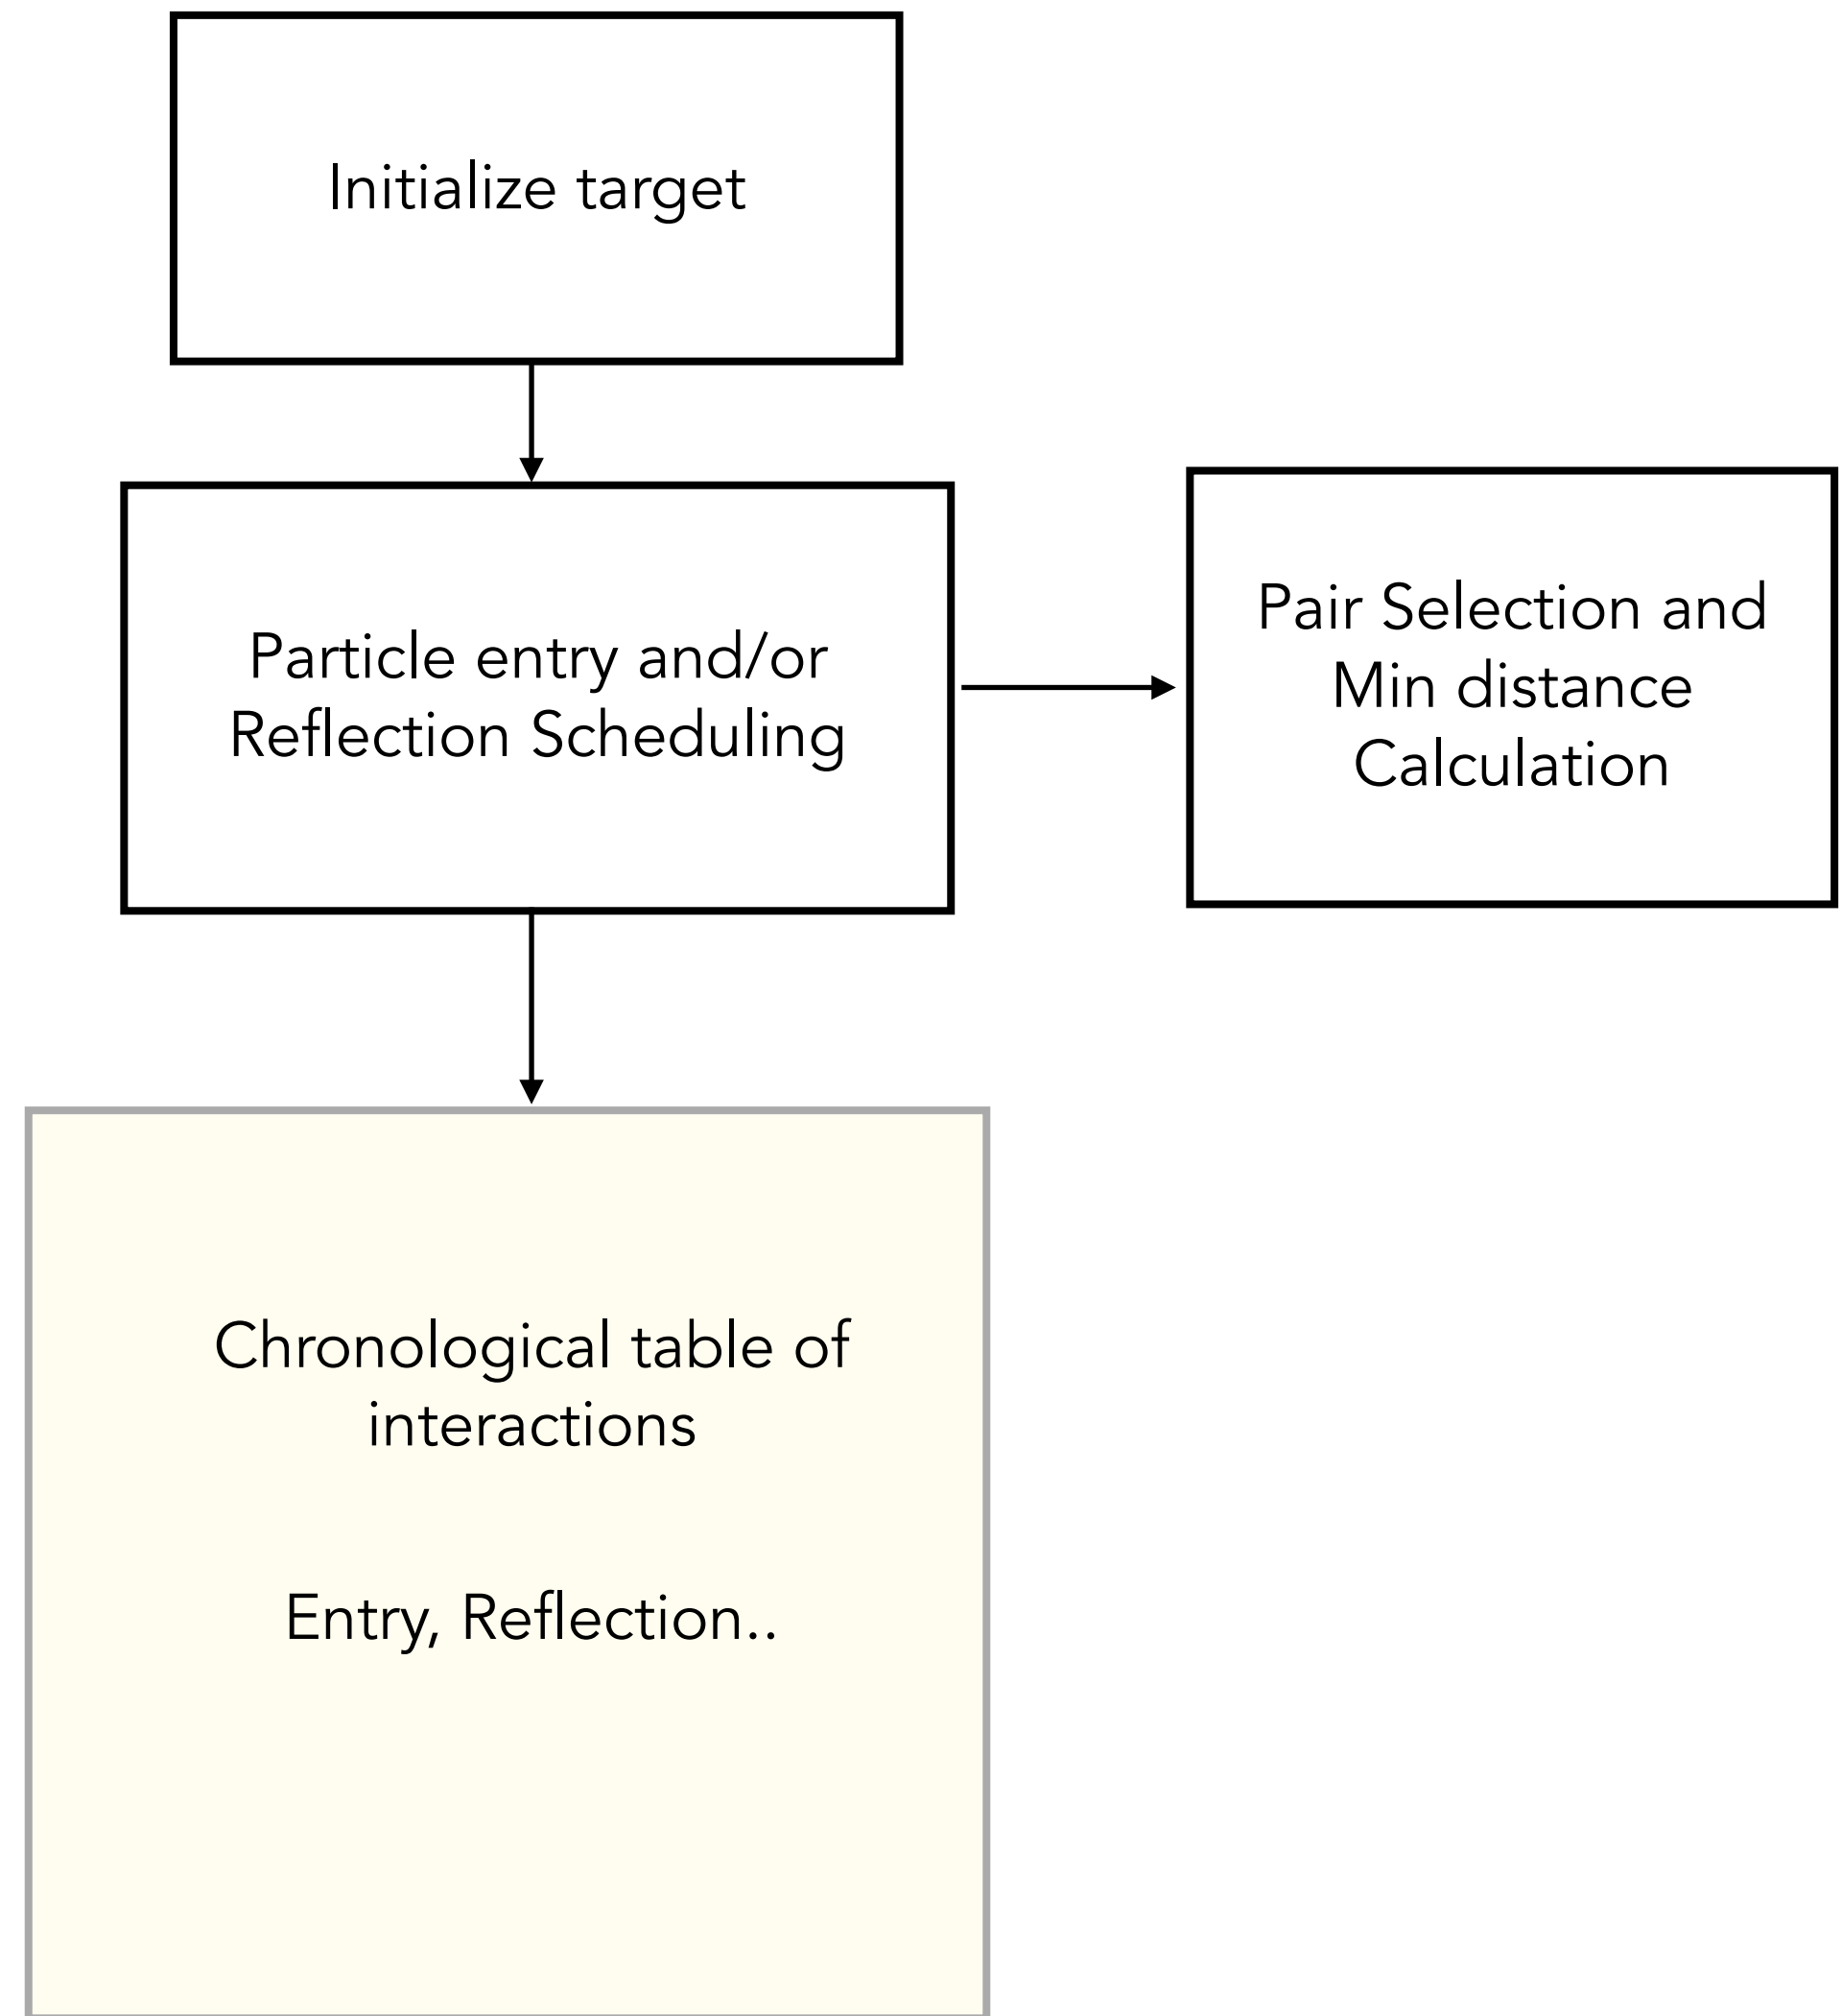 Initialize target
Particle entry and/or
Reflection Scheduling
Pair Selection and
Min distance
Calculation
Chronological table of
interactions
Entry, Reflection..